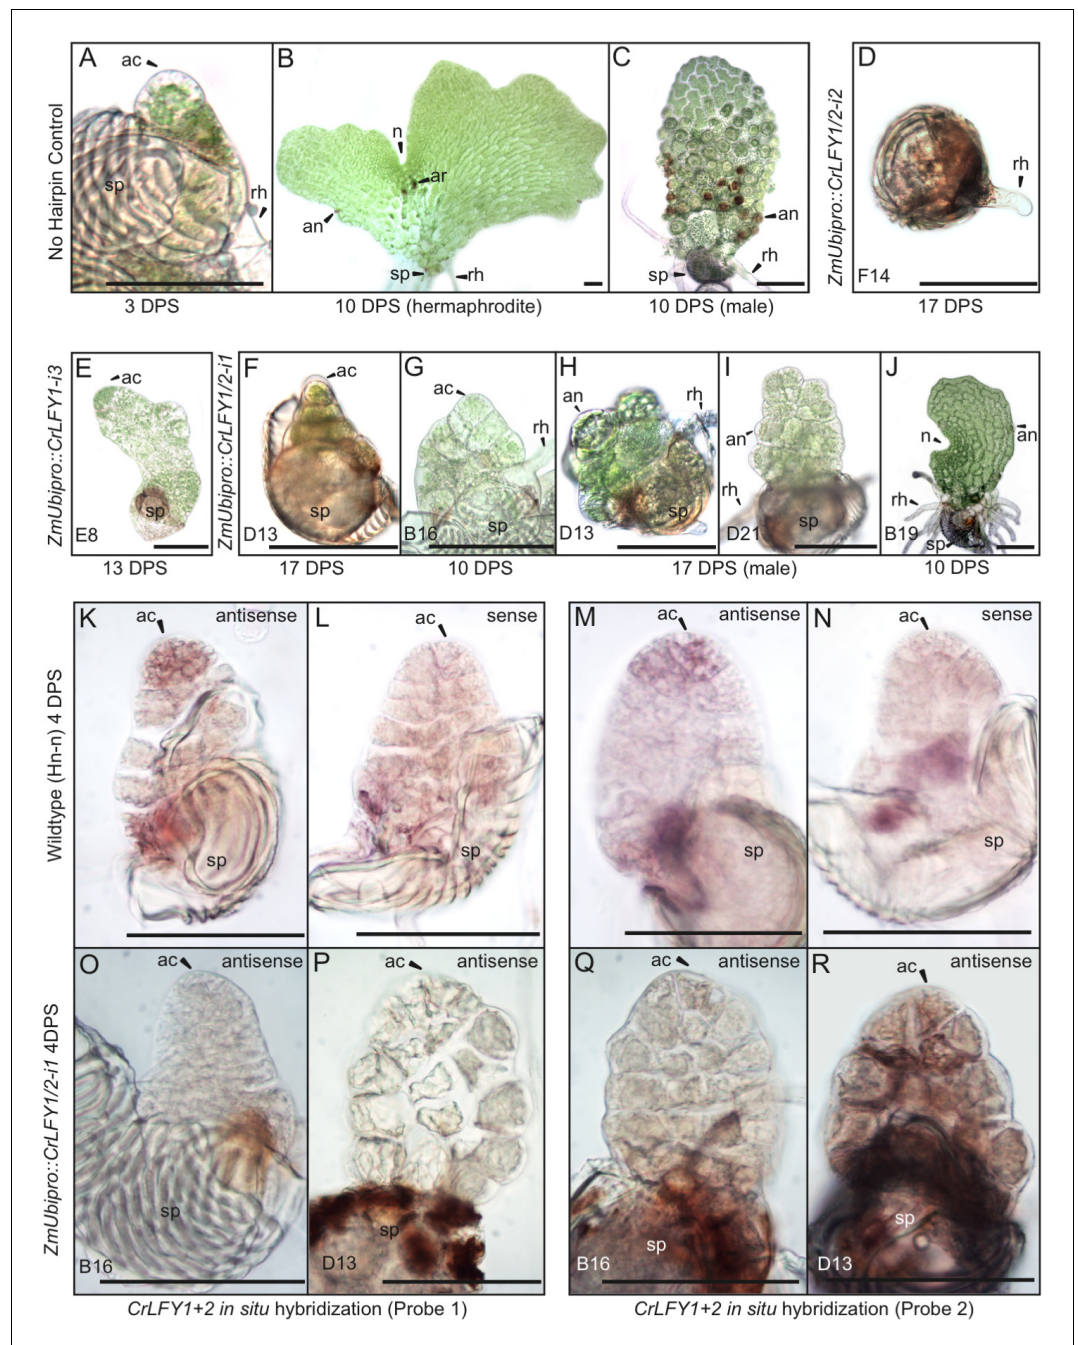 No Hairpin Control
A ac sp rh
B n ar an sp rh
C an rh sp
3 DPS
10 DPS (hermaphrodite)
10 DPS (male)
ZmUbipro::CrLFY1/2-i2
D rh F14
17 DPS
ZmUbipro::CrLFY1-i3
E ac sp E8
13 DPS
ZmUbipro::CrLFY1/2-i1
F ac sp D13
G ac rh sp B16
H an rh sp D13
I an rh sp D21
J n an rh sp B19
17 DPS
10 DPS
17 DPS (male)
10 DPS
Wildtype (Hn-n) 4 DPS
K ac antisense sp
L ac sense sp
M ac antisense sp
N ac sense sp
ZmUbipro::CrLFY1/2-i1 4DPS
O ac antisense sp B16
P ac antisense sp D13
Q ac antisense sp B16
R ac antisense sp D13
CrLFY1+2 in situ hybridization (Probe 1)
CrLFY1+2 in situ hybridization (Probe 2)